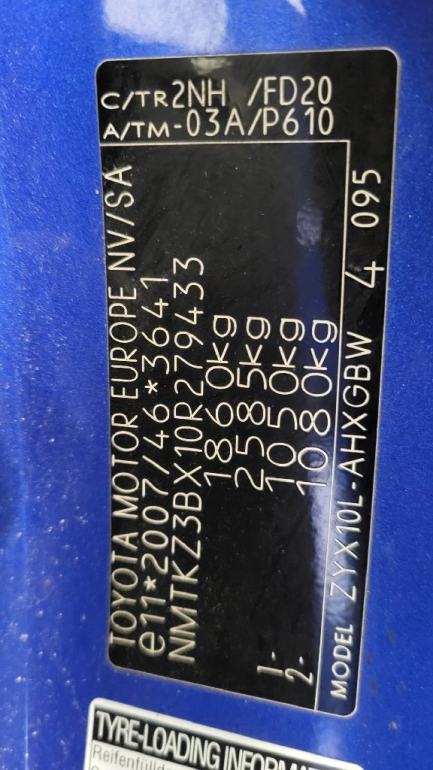 C/TR2NH /FD20
A/TM-03A/P610
TOYOTA MOTOR EUROPE NV/SA
e11*2007/46*3641
NMTKZ3BX10R279433
1860kg
2585kg
1- 1050kg
2- 1080kg
MODEL ZYX10L-AHXGBW 4 095
TYRE-LOADING